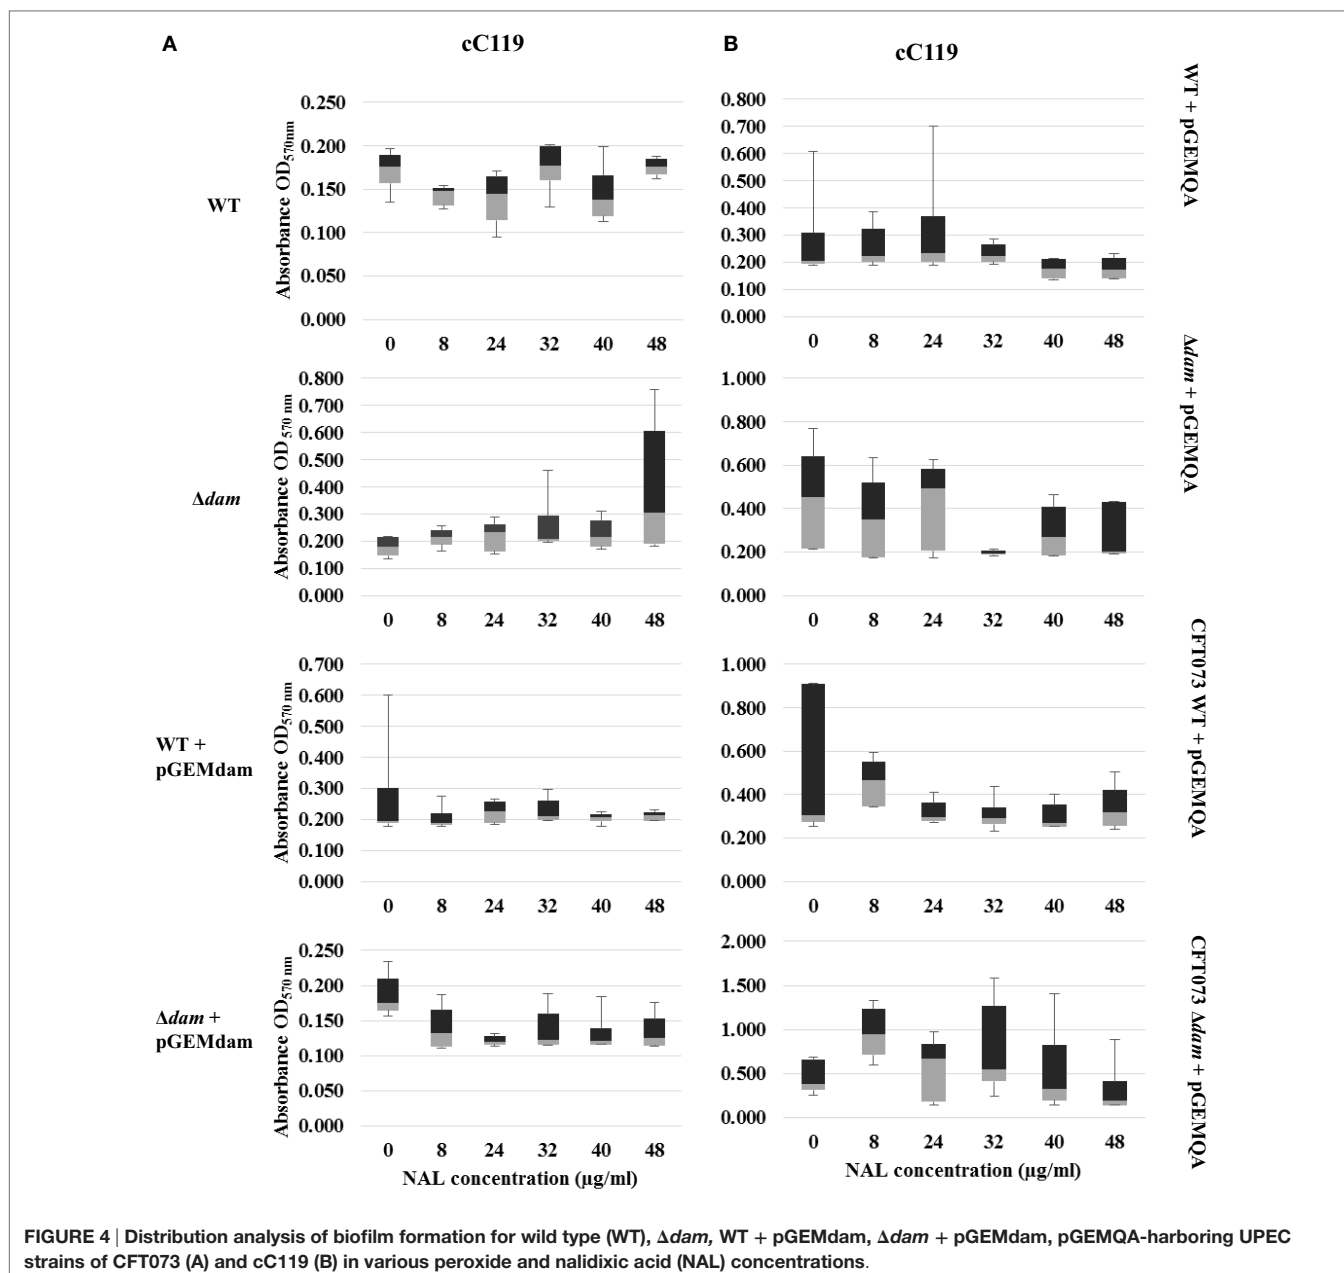 A
cC119
B
cC119
WT
Absorbance OD570nm
0.250
0.200
0.150
0.100
0.050
0.000
0 8 24 32 40 48
0.800
0.700
0.600
0.500
0.400
0.300
0.200
0.100
0.000
0 8 24 32 40 48
WT + pGEMQA
Δdam
Absorbance OD570 nm
0.800
0.700
0.600
0.500
0.400
0.300
0.200
0.100
0.000
0 8 24 32 40 48
1.000
0.800
0.600
0.400
0.200
0.000
0 8 24 32 40 48
Δdam + pGEMQA
WT +
pGEMdam
Absorbance OD570 nm
0.700
0.600
0.500
0.400
0.300
0.200
0.100
0.000
0 8 24 32 40 48
1.000
0.800
0.600
0.400
0.200
0.000
0 8 24 32 40 48
CFT073 WT + pGEMQA
Δdam +
pGEMdam
Absorbance OD570 nm
0.250
0.200
0.150
0.100
0.050
0.000
0 8 24 32 40 48
NAL concentration (µg/ml)
2.000
1.500
1.000
0.500
0.000
0 8 24 32 40 48
NAL concentration (µg/ml)
CFT073 Δdam + pGEMQA
FIGURE 4 | Distribution analysis of biofilm formation for wild type (WT), Δdam, WT + pGEMdam, Δdam + pGEMdam, pGEMQA-harboring UPEC
strains of CFT073 (A) and cC119 (B) in various peroxide and nalidixic acid (NAL) concentrations.